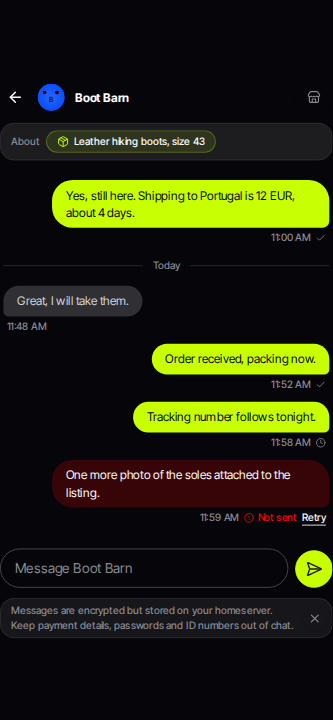 Boot Barn
B
About
Leather hiking boots, size 43
Yes, still here. Shipping to Portugal is 12 EUR,
about 4 days.
11:00 AM
Today
Great, I will take them.
11:48 AM
Order received, packing now.
11:52 AM
Tracking number follows tonight.
11:58 AM
One more photo of the soles attached to the
listing.
11:59 AM Not sent Retry
Message Boot Barn
Messages are encrypted but stored on your homeserver.
Keep payment details, passwords and ID numbers out of chat.